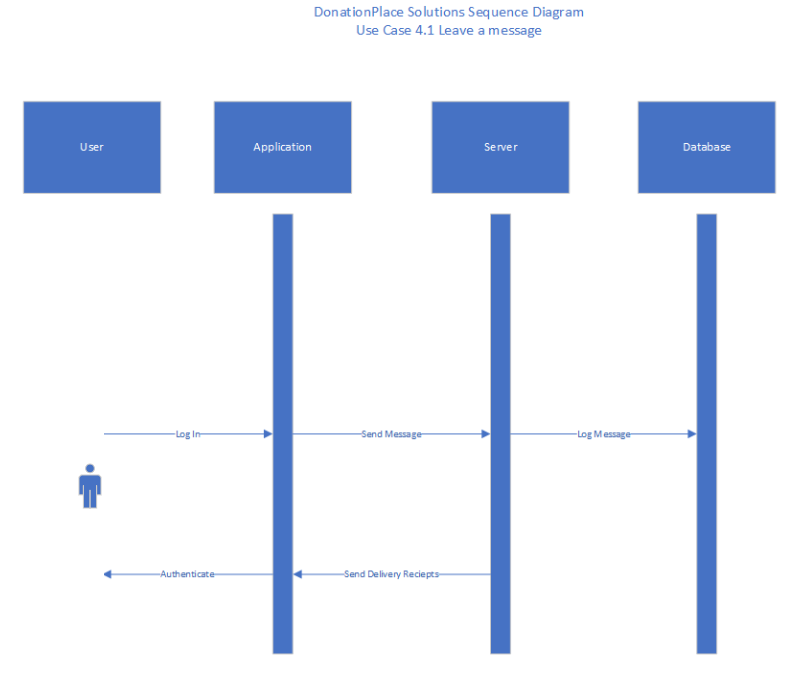 DonationPlace Solutions Sequence Diagram
Use Case 4.1 Leave a message
User
Application
Server
Database
Log In
Send Message
Log Message
Authenticate
Send Delivery Reciepts